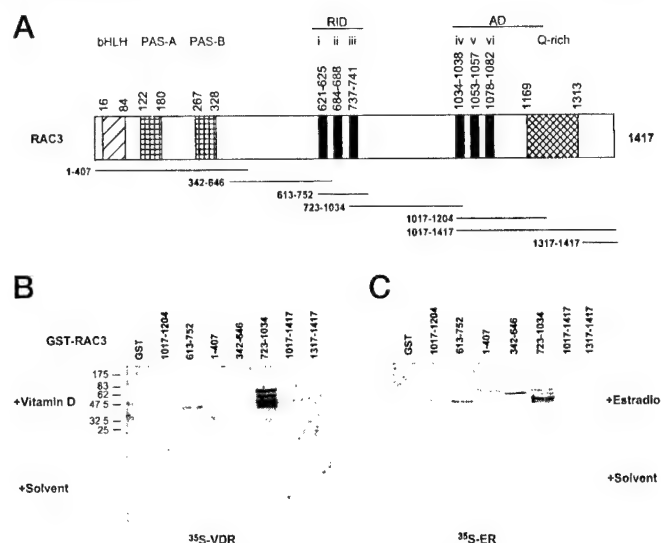 A
RID
AD
bHLH PAS-A PAS-B i ii iii iv v vi Q-rich
16 84 122 180 267 328 621-625 684-688 737-741 1034-1038 1053-1057 1078-1082 1169 1313
RAC3 1417
1-407
342-646
613-752
723-1034
1017-1204
1017-1417
1317-1417
B
GST-RAC3 GST 1017-1204 613-752 1-407 342-646 723-1034 1017-1417 1317-1417
175
83
62
+Vitamin D 47.5
32.5
25
+Solvent
35S-VDR
C
GST 1017-1204 613-752 1-407 342-646 723-1034 1017-1417 1317-1417
+Estradio
+Solvent
35S-ER